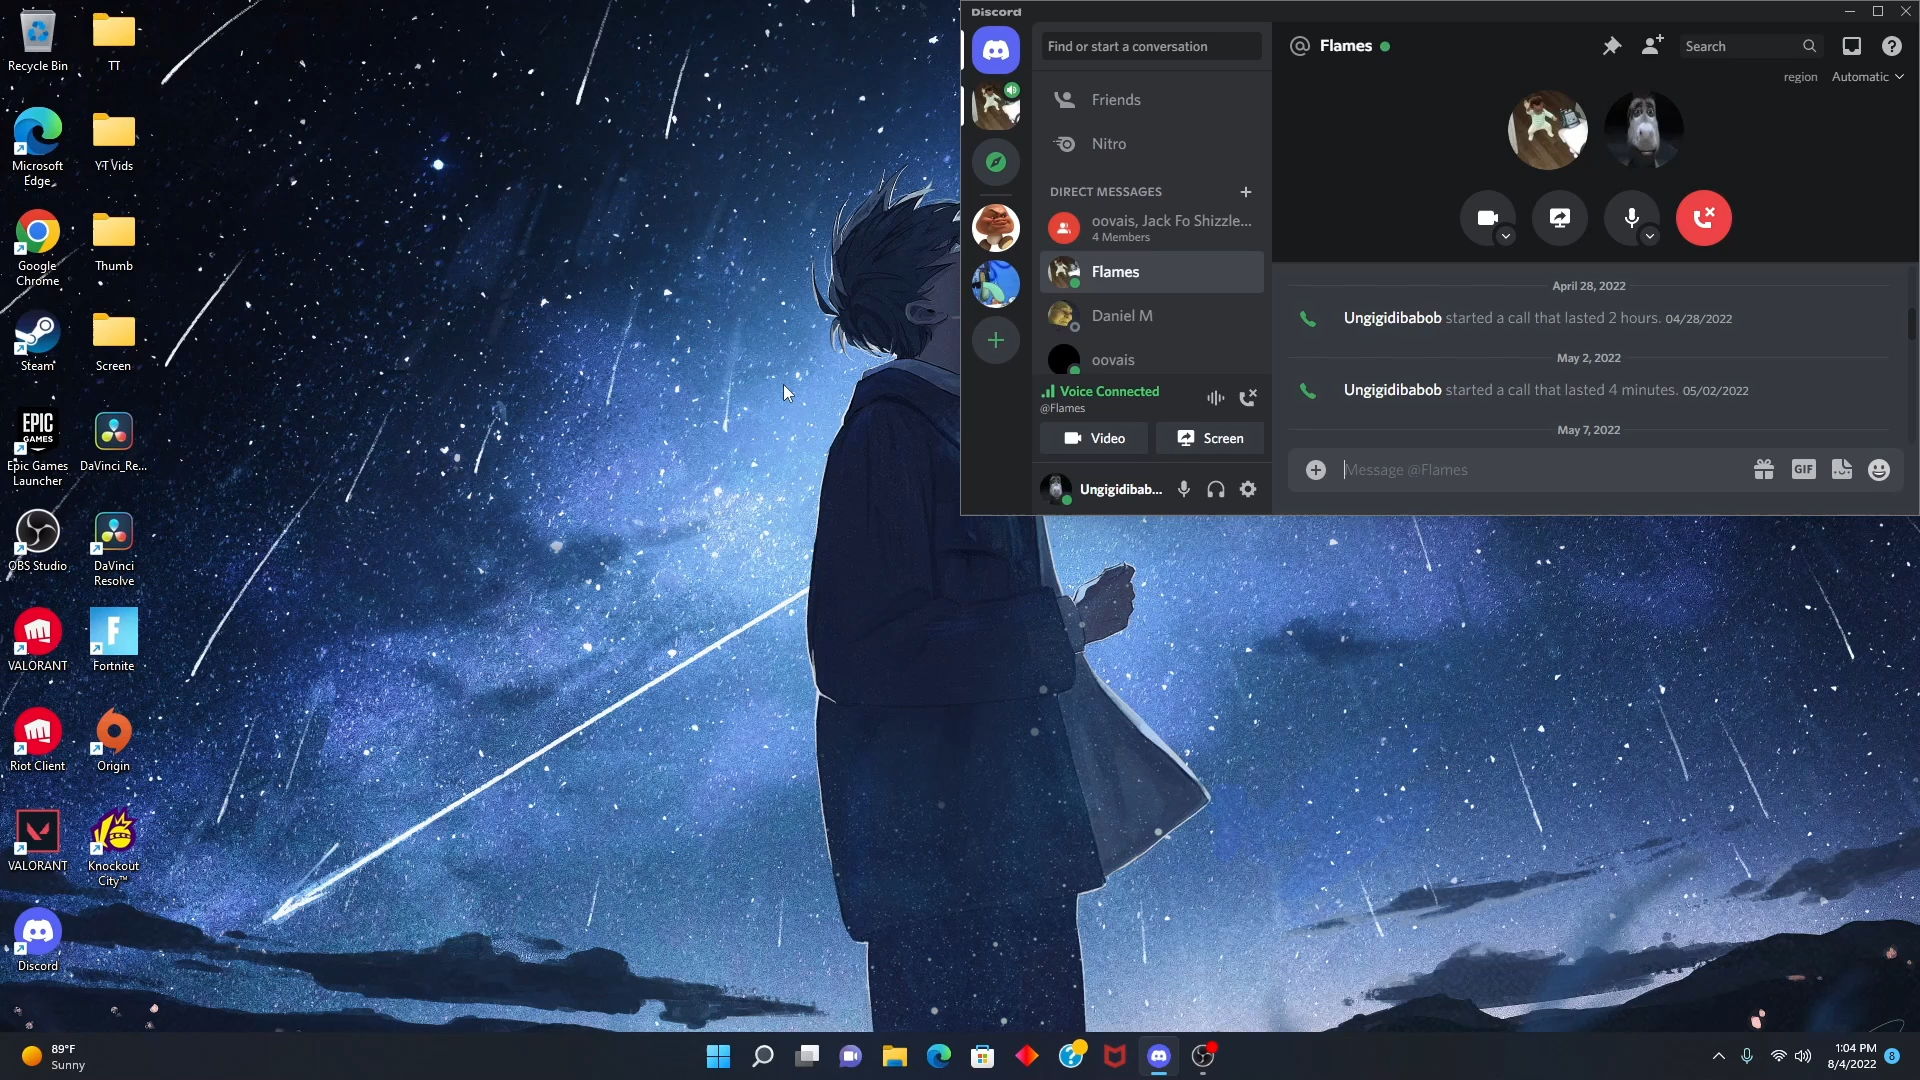 Recycle Bin
TT
Microsoft
Edge
Y-T Vids
Google
Chrome
Thumb
Steam
Screen
EPIC
GAMES
Epic Games
Launcher
DaVinci_Re...
OBS Studio
DaVinci
Resolve
VALORANT
F
Fortnite
Riot Client
Origin
VALORANT
Knockout
City™
Discord
Discord
Find or start a conversation
Friends
Nitro
DIRECT MESSAGES
oovais, Jack Fo Shizzle...
4 Members
Flames
Daniel M
oovais
Voice Connected
@Flames
Video
Screen
Ungigidibab...
Flames
Search
region Automatic
April 28, 2022
Ungigidibabob started a call that lasted 2 hours. 04/28/2022
May 2, 2022
Ungigidibabob started a call that lasted 4 minutes. 05/02/2022
May 7, 2022
Message @Flames
GIF
89°F
Sunny
1:04 PM
8/4/2022
8